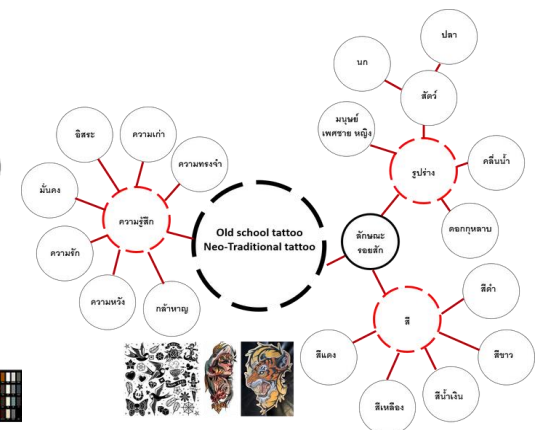 ปลา
นก
สัตว์
มนุษย์
เพศชาย หญิง
คลื่นน้ำ
รูปร่าง
ดอกกุหลาบ
อิสระ
ความเก่า
ความทรงจำ
มั่นคง
ความรู้สึก
ความรัก
ความหวัง
กล้าหาญ
Old school tattoo
Neo-Traditional tattoo
ลักษณะ
รอยสัก
สีดำ
สี
สีแดง
สีขาว
สีเหลือง
สีน้ำเงิน